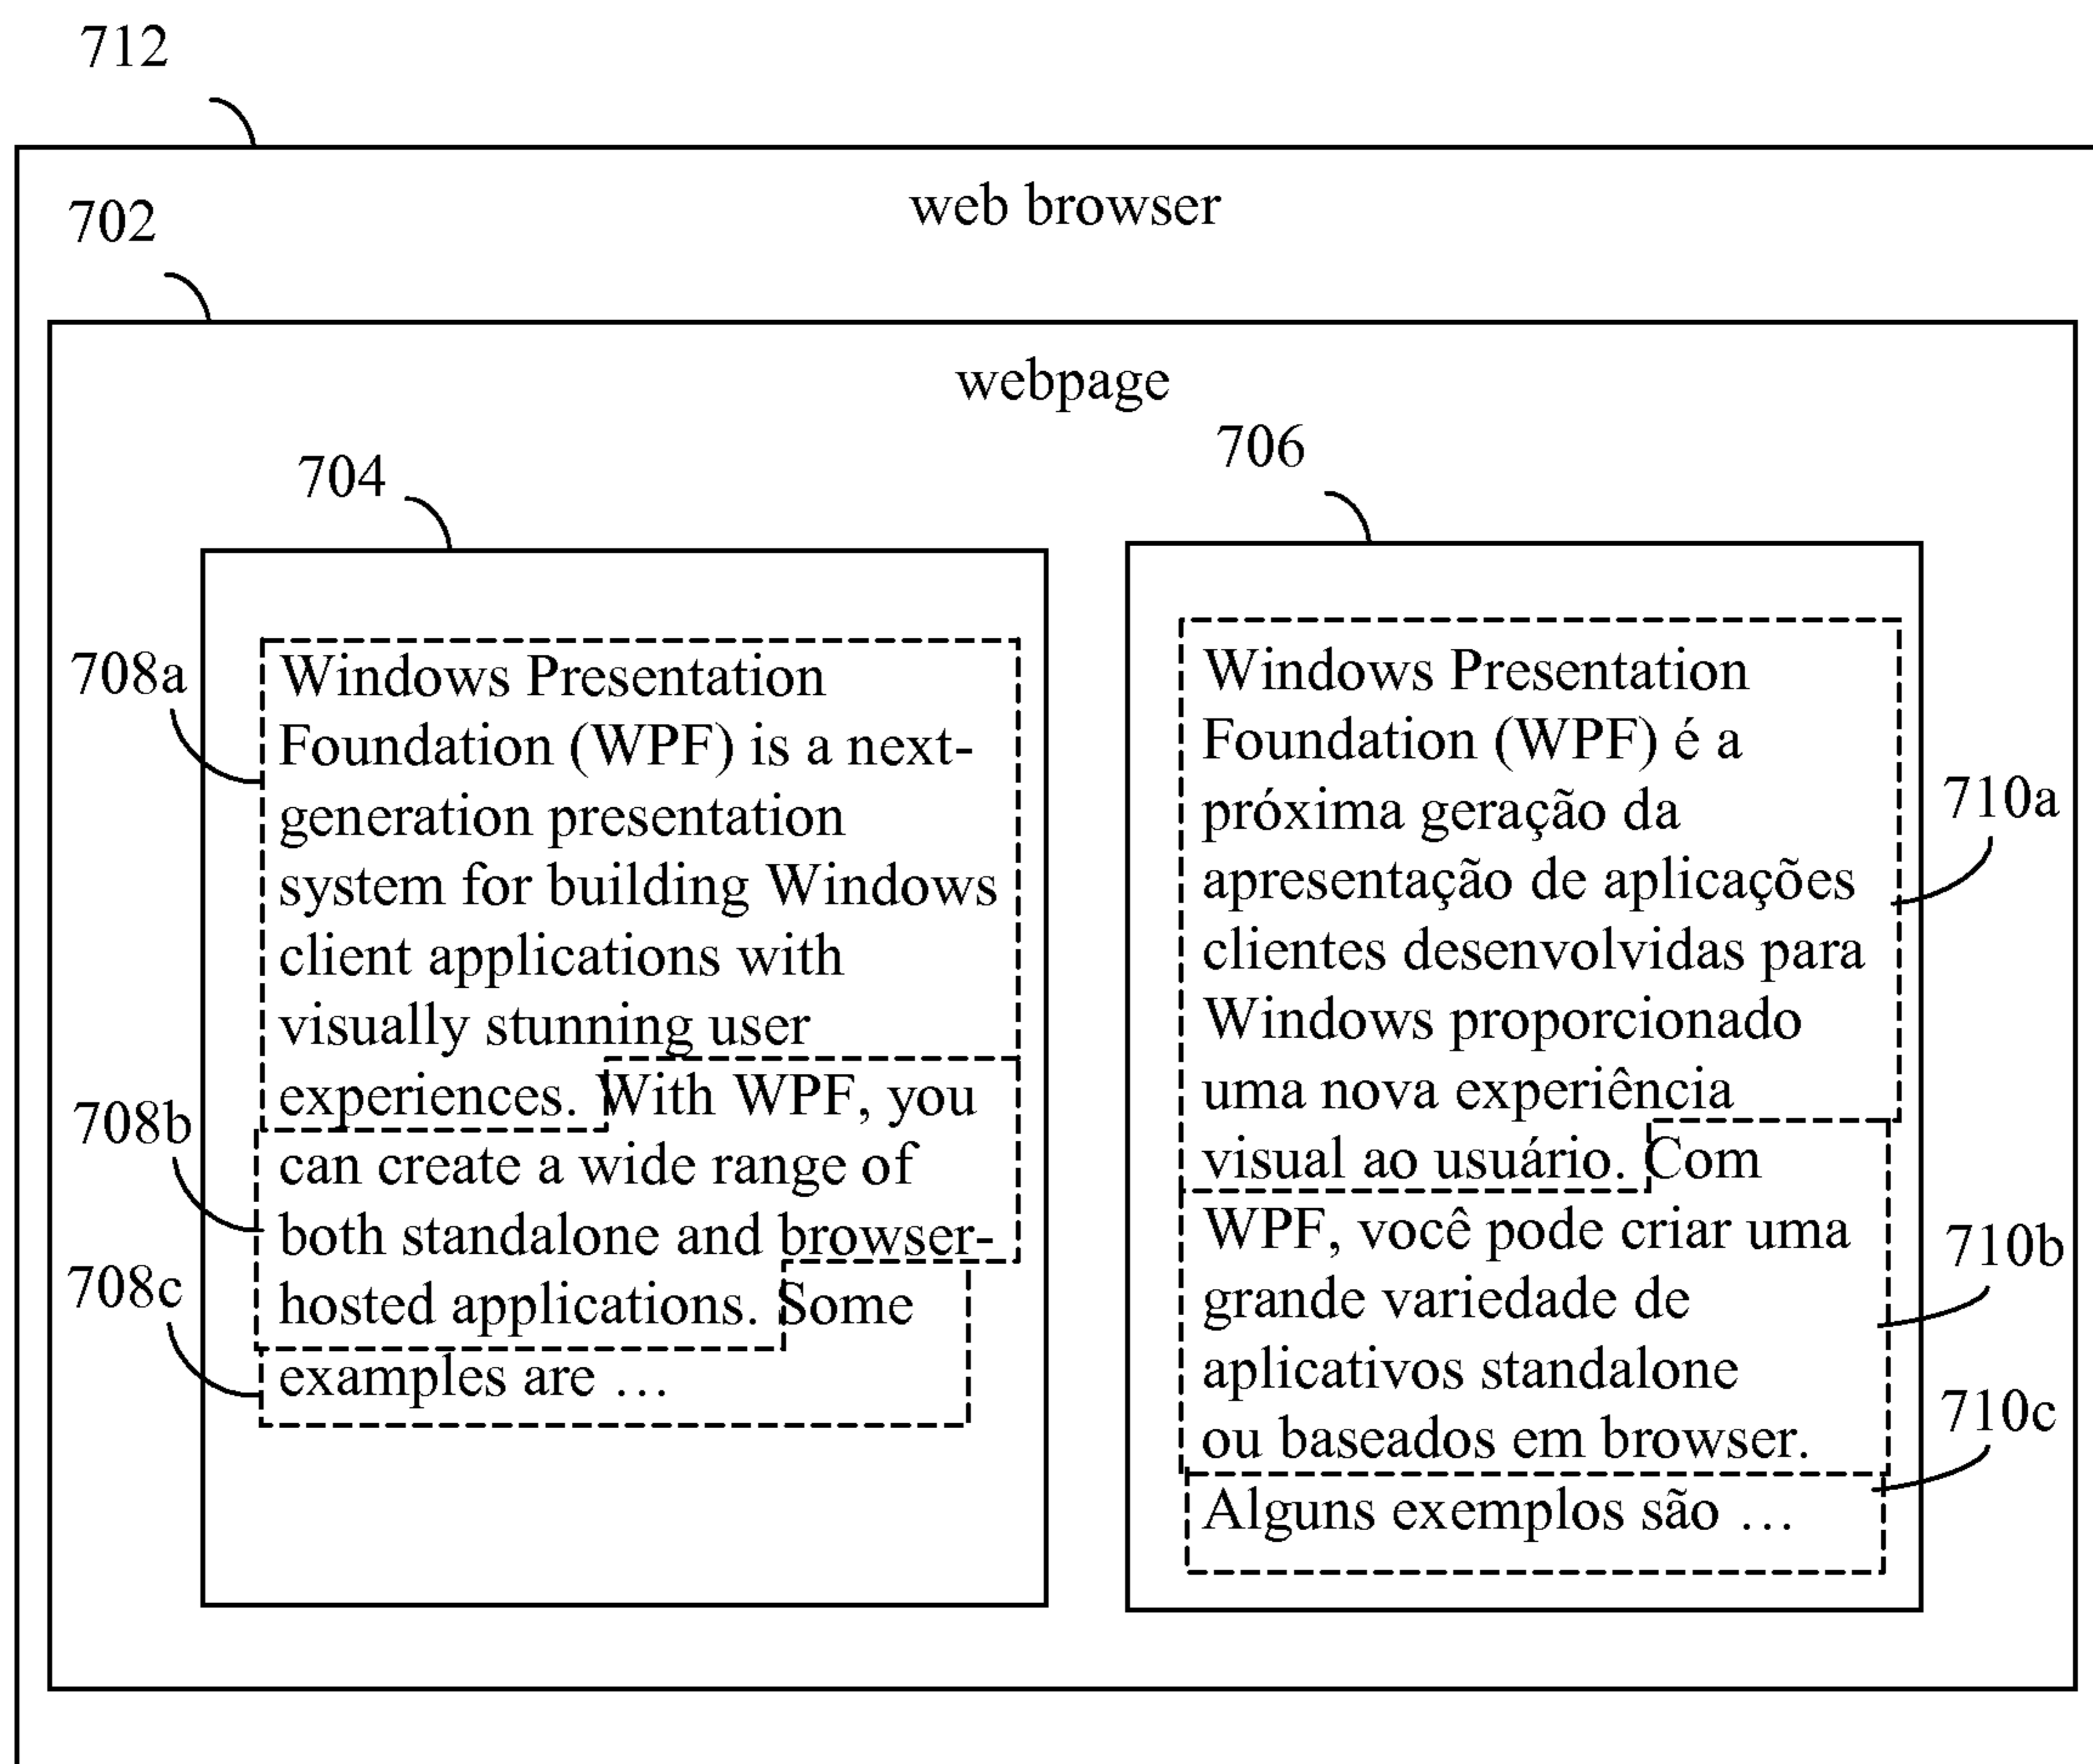 712
web browser
702
webpage
704
706
708a
Windows Presentation
Foundation (WPF) is a next-
generation presentation
system for building Windows
client applications with
visually stunning user
experiences. With WPF, you
708b
can create a wide range of
both standalone and browser-
708c
hosted applications. Some
examples are …
Windows Presentation
Foundation (WPF) é a
próxima geração da
710a
apresentação de aplicações
clientes desenvolvidas para
Windows proporcionado
uma nova experiência
visual ao usuário. Com
WPF, você pode criar uma
710b
grande variedade de
aplicativos standalone
710c
ou baseados em browser.
Alguns exemplos são …